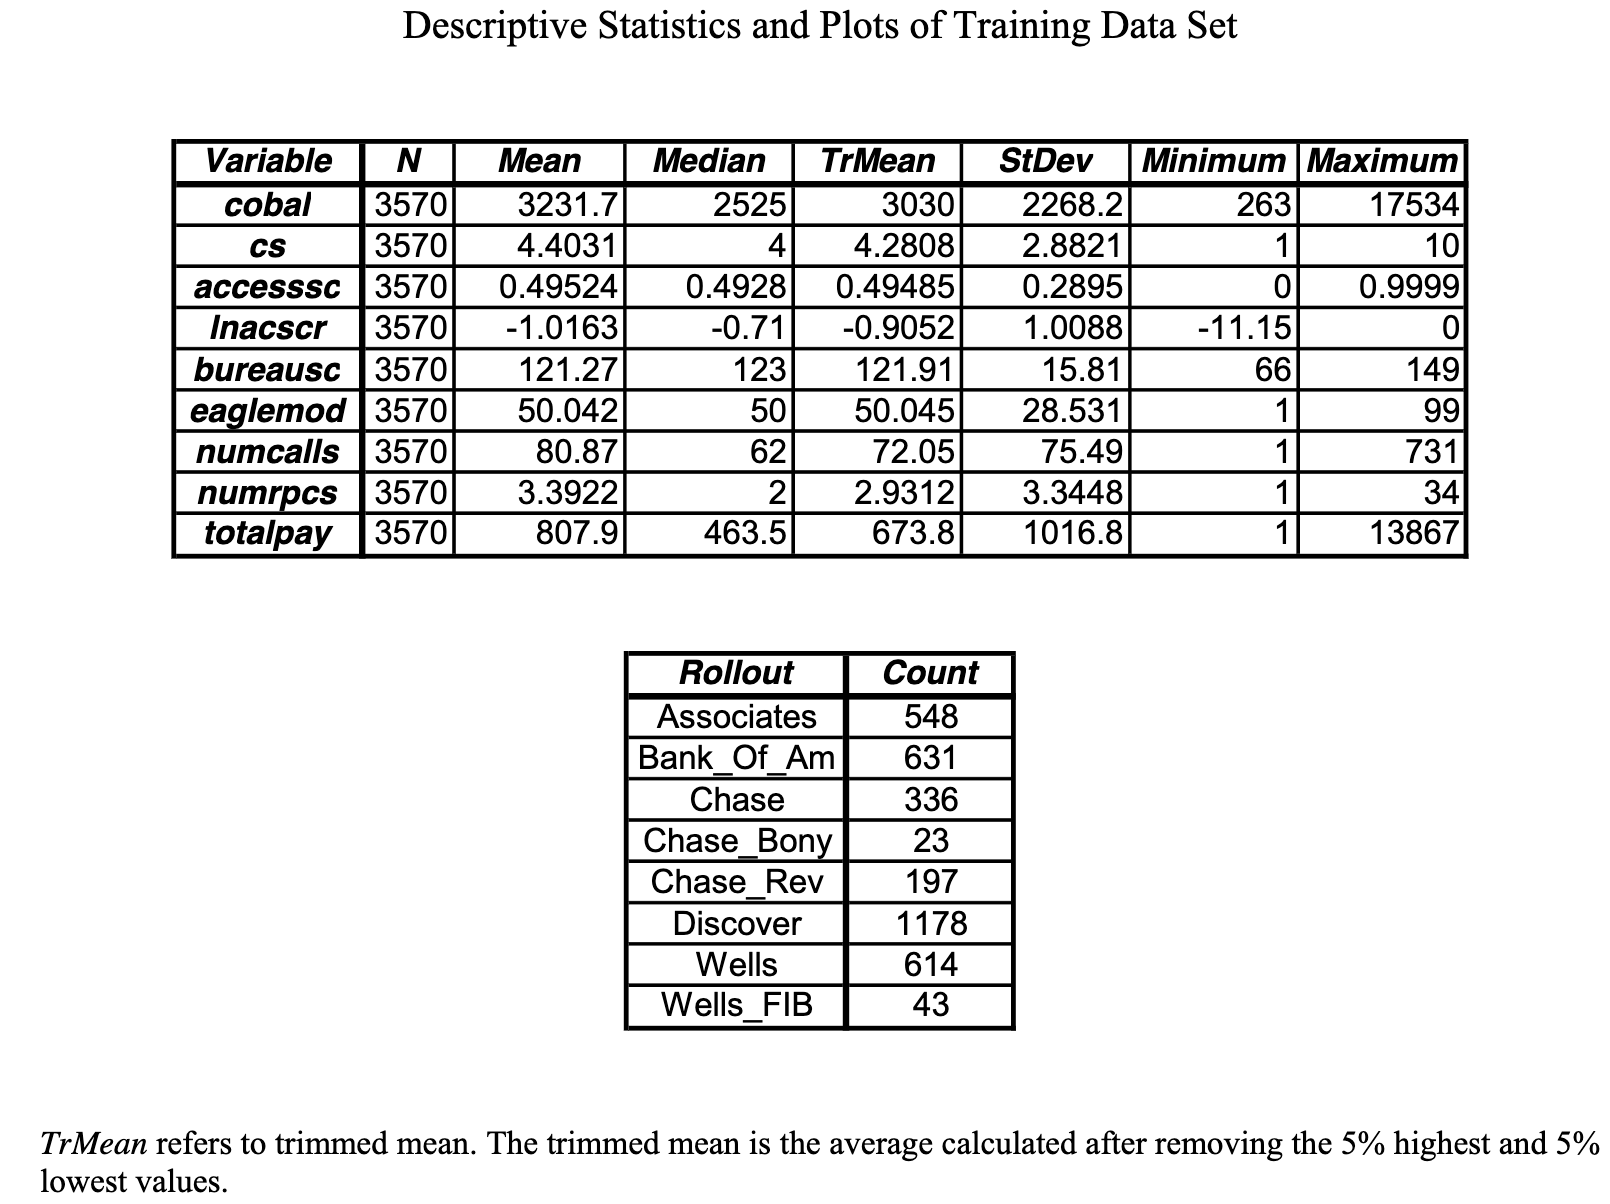 Descriptive Statistics and Plots of Training Data Set
Variable N Mean Median TrMean StDev Minimum Maximum
cobal 3570 3231.7 2525 3030 2268.2 263 17534
cs 3570 4.4031 4 4.2808 2.8821 1 10
accesssc 3570 0.49524 0.4928 0.49485 0.2895 0 0.9999
lnacscr 3570 -1.0163 -0.71 -0.9052 1.0088 -11.15 0
bureausc 3570 121.27 123 121.91 15.81 66 149
eaglemod 3570 50.042 50 50.045 28.531 1 99
numcalls 3570 80.87 62 72.05 75.49 1 731
numrpcs 3570 3.3922 2 2.9312 3.3448 1 34
totalpay 3570 807.9 463.5 673.8 1016.8 1 13867
Rollout Count
Associates 548
Bank_Of_Am 631
Chase 336
Chase_Bony 23
Chase_Rev 197
Discover 1178
Wells 614
Wells_FIB 43
TrMean refers to trimmed mean. The trimmed mean is the average calculated after removing the 5% highest and 5%
lowest values.